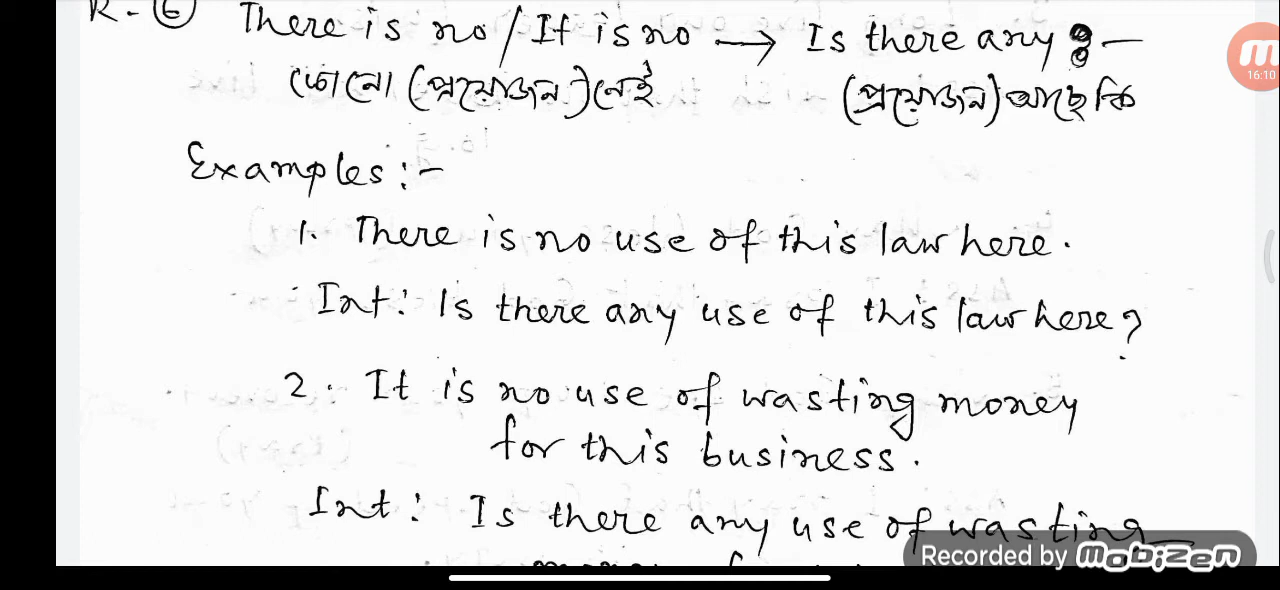 R-⑥ There is no / It is no → Is there any :-
কোনো (প্রয়োজন) নেই (প্রয়োজন) আছে কি
16:10
Examples :-
1. There is no use of this law here.
Int: Is there any use of this law here?
2. It is no use of wasting money
for this business.
Int: Is there any use of wasting
Recorded by Mobizen